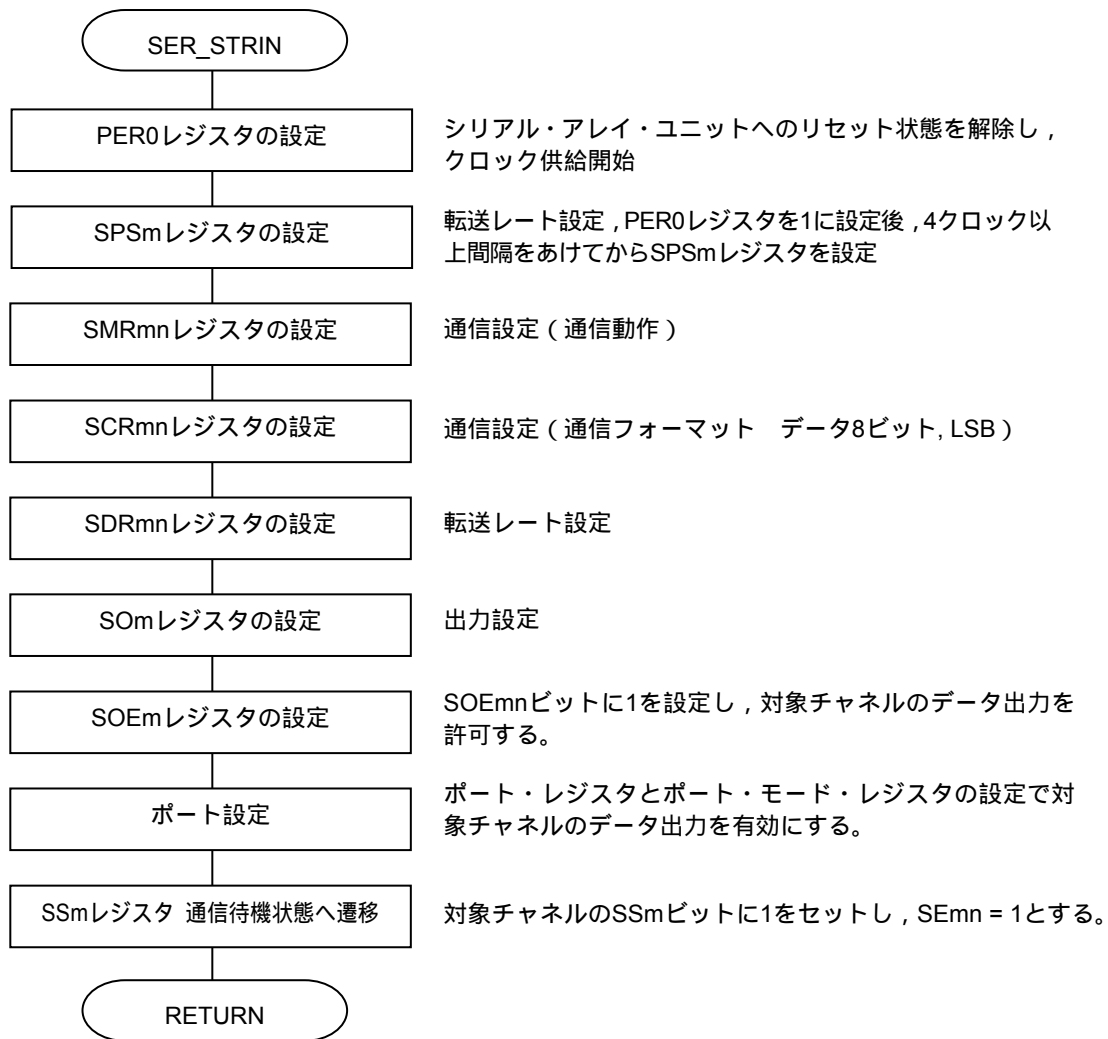 SER_STRIN
PER0レジスタの設定
シリアル・アレイ・ユニットへのリセット状態を解除し，
クロック供給開始
SPSmレジスタの設定
転送レート設定，PER0レジスタを1に設定後，4クロック以
上間隔をあけてからSPSmレジスタを設定
SMRmnレジスタの設定
通信設定（通信動作）
SCRmnレジスタの設定
通信設定（通信フォーマット　データ8ビット, LSB）
SDRmnレジスタの設定
転送レート設定
SOmレジスタの設定
出力設定
SOEmレジスタの設定
SOEmnビットに1を設定し，対象チャネルのデータ出力を
許可する。
ポート設定
ポート・レジスタとポート・モード・レジスタの設定で対
象チャネルのデータ出力を有効にする。
SSmレジスタ 通信待機状態へ遷移
対象チャネルのSSmビットに1をセットし，SEmn = 1とする。
RETURN